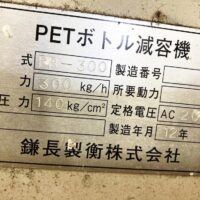 PETボトル減容機
式 -300 製造番号
力 300 kg/h 所要動力
圧力 140 kg/cm² 定格電圧 AC 20
製造年月 12年
鎌長製衡株式会社